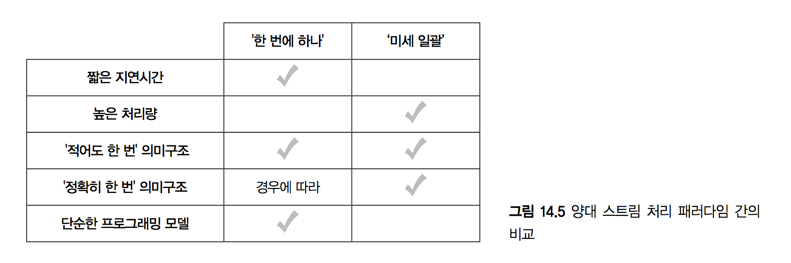 '한 번에 하나' '미세 일괄'
짧은 지연시간 ✓
높은 처리량 ✓
'적어도 한 번' 의미구조 ✓ ✓
'정확히 한 번' 의미구조 경우에 따라 ✓
단순한 프로그래밍 모델 ✓
그림 14.5 양대 스트림 처리 패러다임 간의
비교